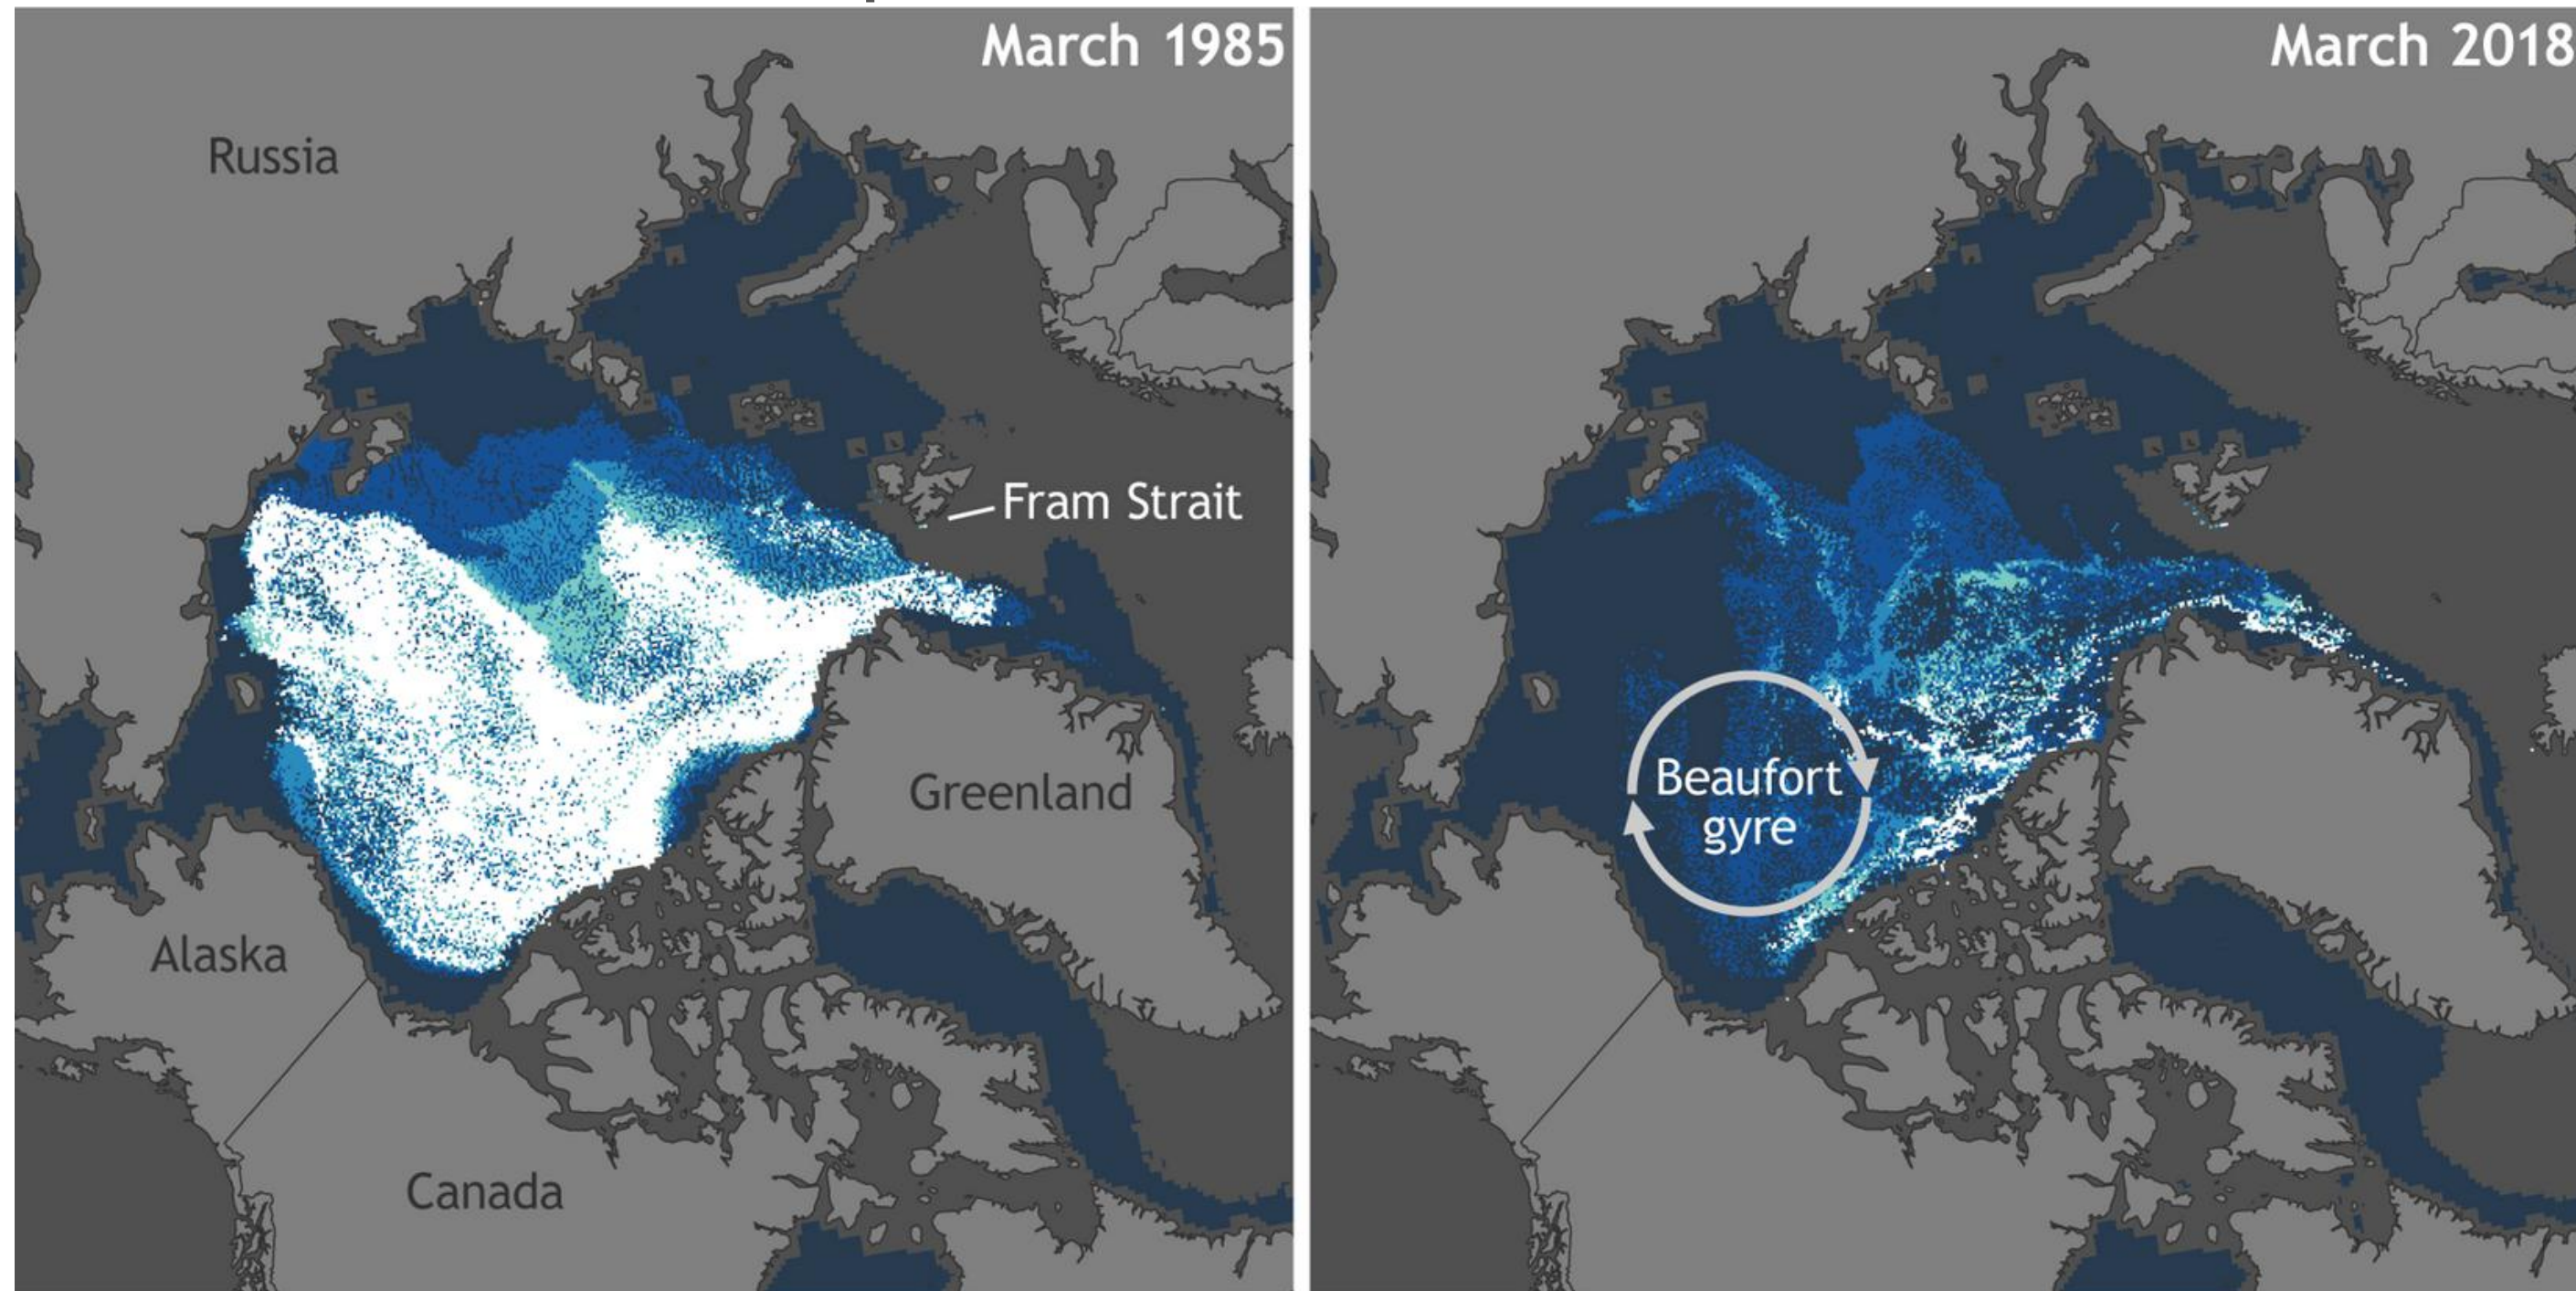 March 1985
Russia
Fram Strait
Greenland
Alaska
Canada
March 2018
Beaufort
gyre